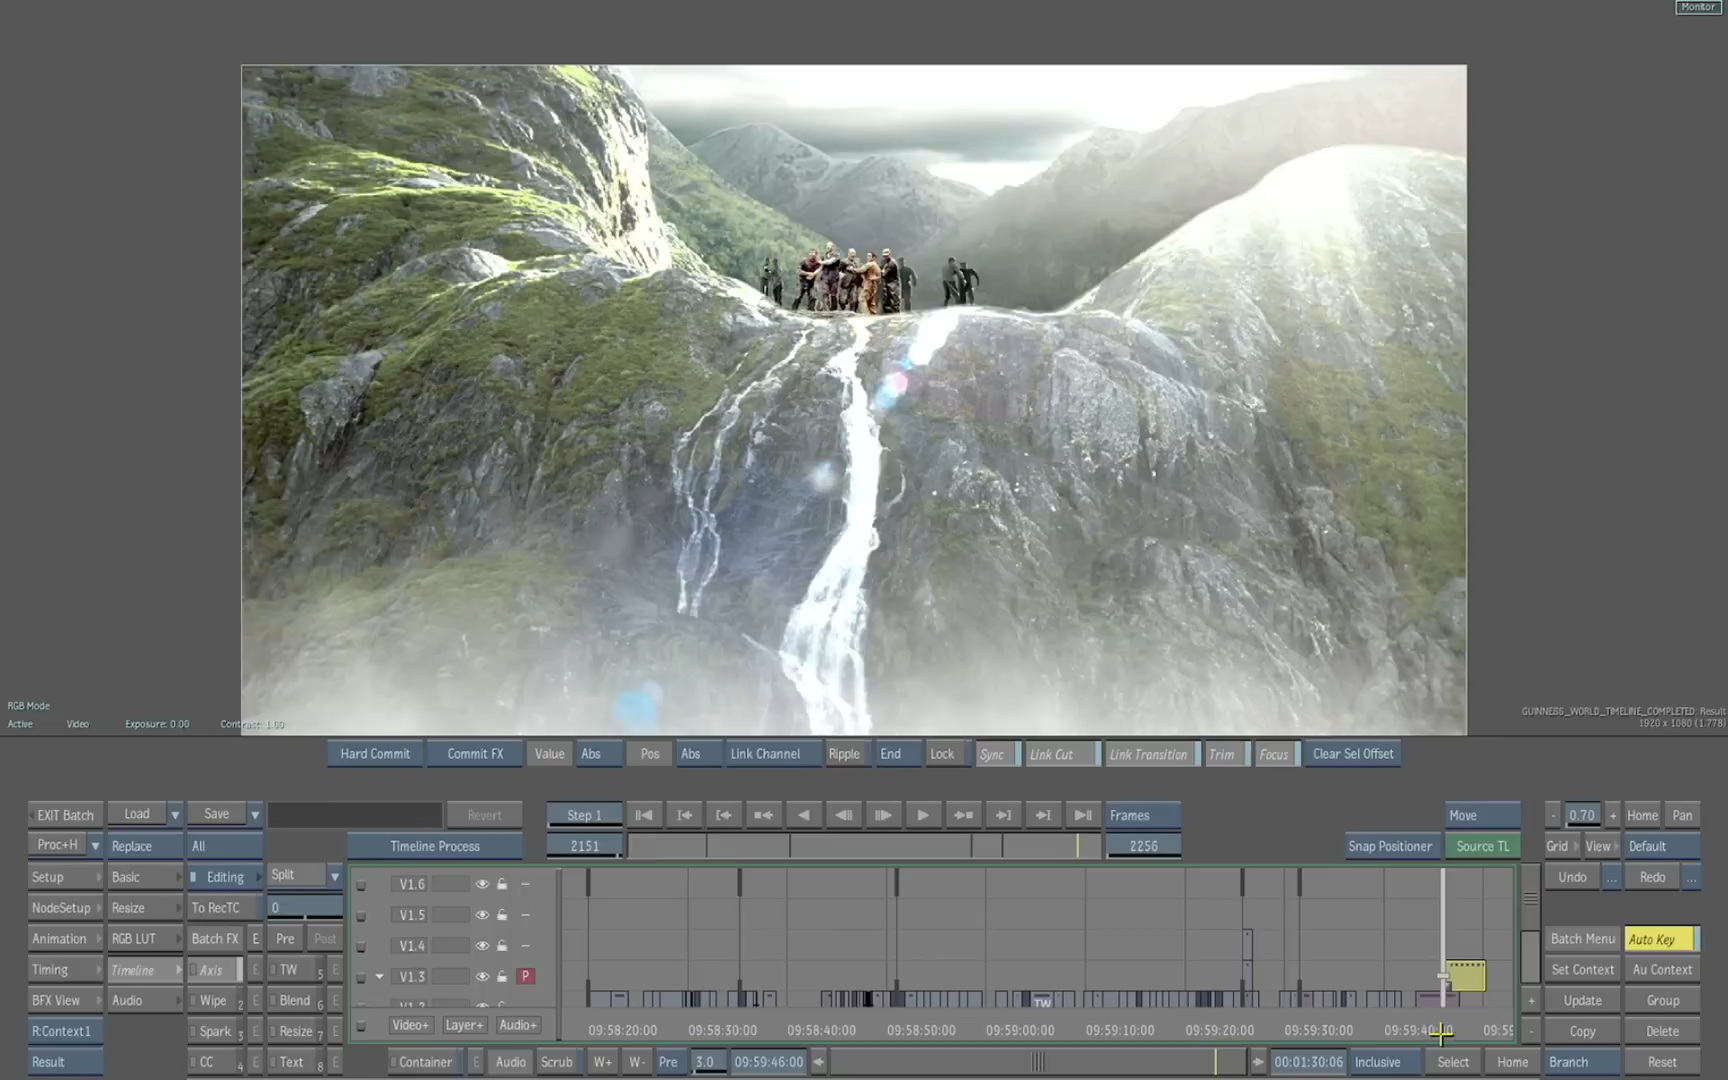 Monitor
RGB Mode
Active Video Exposure: 0.00 Contrast: 1.00
GUINNESS_WORLD_TIMELINE_COMPLETED: Result
1920 x 1080 (1.778)
Hard Commit Commit FX Value Abs Pos Abs Link Channel Ripple End Lock Sync Link Cut Link Transition Trim Focus Clear Sel Offset
EXIT Batch Load Save Revert Step 1 Frames Move - 0.70 + Home Pan
Proc+H Replace All Timeline Process 2151 2256 Snap Positioner Source TL Grid View Default
Setup Basic Editing Split V1.6 Undo ... Redo ...
NodeSetup Resize To RecTC 0 V1.5
Animation RGB LUT Batch FX E Pre Post V1.4 Batch Menu Auto Key
Timing Timeline Axis E TW 5 E V1.3 P Set Context Au Context
BFX View Audio Wipe 2 E Blend 6 E TW + Update Group
R:Context1 Spark 3 E Resize 7 E Video+ Layer+ Audio+ 09:58:20:00 09:58:30:00 09:58:40:00 09:58:50:00 09:59:00:00 09:59:10:00 09:59:20:00 09:59:30:00 - Copy Delete
Result CC 4 E Text 8 E Container E Audio Scrub W+ W- Pre 3.0 09:59:46:00 00:01:30:06 Inclusive Select Home Branch Reset